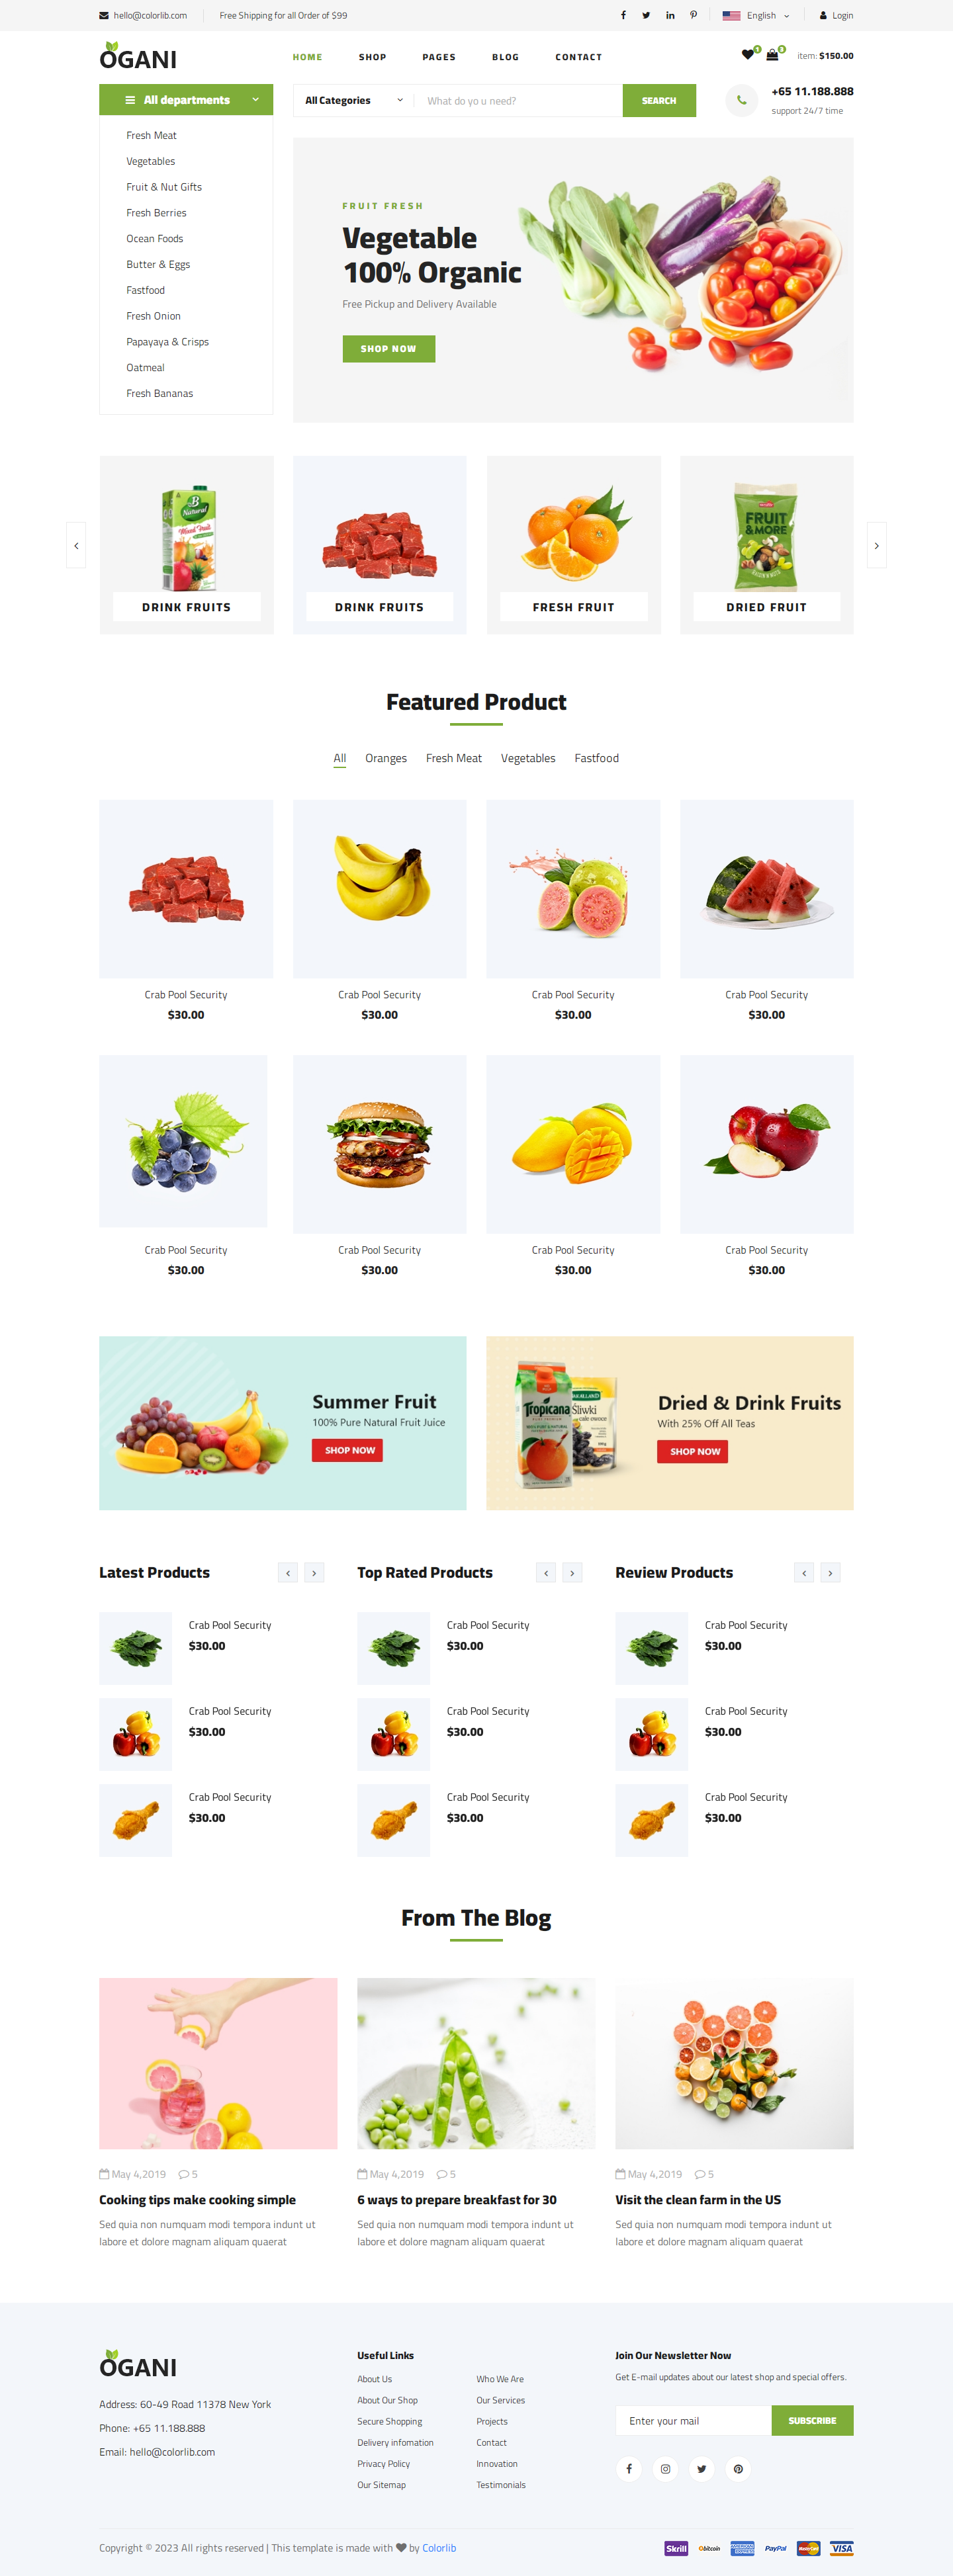 hello@colorlib.com
Free Shipping for all Order of $99
English
Login
OGANI
HOME SHOP PAGES BLOG CONTACT
1 3 item: $150.00
All departments
All Categories
What do yo u need?
SEARCH
+65 11.188.888
support 24/7 time
Fresh Meat
Vegetables
Fruit & Nut Gifts
Fresh Berries
Ocean Foods
Butter & Eggs
Fastfood
Fresh Onion
Papayaya & Crisps
Oatmeal
Fresh Bananas
FRUIT FRESH
Vegetable
100% Organic
Free Pickup and Delivery Available
SHOP NOW
B
Natural
Mixed Fruit
FRUIT
&MORE
DRINK FRUITS
DRINK FRUITS
FRESH FRUIT
DRIED FRUIT
Featured Product
All Oranges Fresh Meat Vegetables Fastfood
Crab Pool Security
$30.00
Crab Pool Security
$30.00
Crab Pool Security
$30.00
Crab Pool Security
$30.00
Crab Pool Security
$30.00
Crab Pool Security
$30.00
Crab Pool Security
$30.00
Crab Pool Security
$30.00
Summer Fruit
100% Pure Natural Fruit Juice
SHOP NOW
Tropicana
Śliwki
Dried & Drink Fruits
With 25% Off All Teas
SHOP NOW
Latest Products
Crab Pool Security
$30.00
Crab Pool Security
$30.00
Crab Pool Security
$30.00
Top Rated Products
Crab Pool Security
$30.00
Crab Pool Security
$30.00
Crab Pool Security
$30.00
Review Products
Crab Pool Security
$30.00
Crab Pool Security
$30.00
Crab Pool Security
$30.00
From The Blog
May 4,2019 5
Cooking tips make cooking simple
Sed quia non numquam modi tempora indunt ut
labore et dolore magnam aliquam quaerat
May 4,2019 5
6 ways to prepare breakfast for 30
Sed quia non numquam modi tempora indunt ut
labore et dolore magnam aliquam quaerat
May 4,2019 5
Visit the clean farm in the US
Sed quia non numquam modi tempora indunt ut
labore et dolore magnam aliquam quaerat
OGANI
Address: 60-49 Road 11378 New York
Phone: +65 11.188.888
Email: hello@colorlib.com
Useful Links
About Us
About Our Shop
Secure Shopping
Delivery infomation
Privacy Policy
Our Sitemap
Who We Are
Our Services
Projects
Contact
Innovation
Testimonials
Join Our Newsletter Now
Get E-mail updates about our latest shop and special offers.
Enter your mail
SUBSCRIBE
Copyright © 2023 All rights reserved | This template is made with by Colorlib
Skrill
bitcoin
AMERICAN EXPRESS
PayPal
MasterCard
VISA